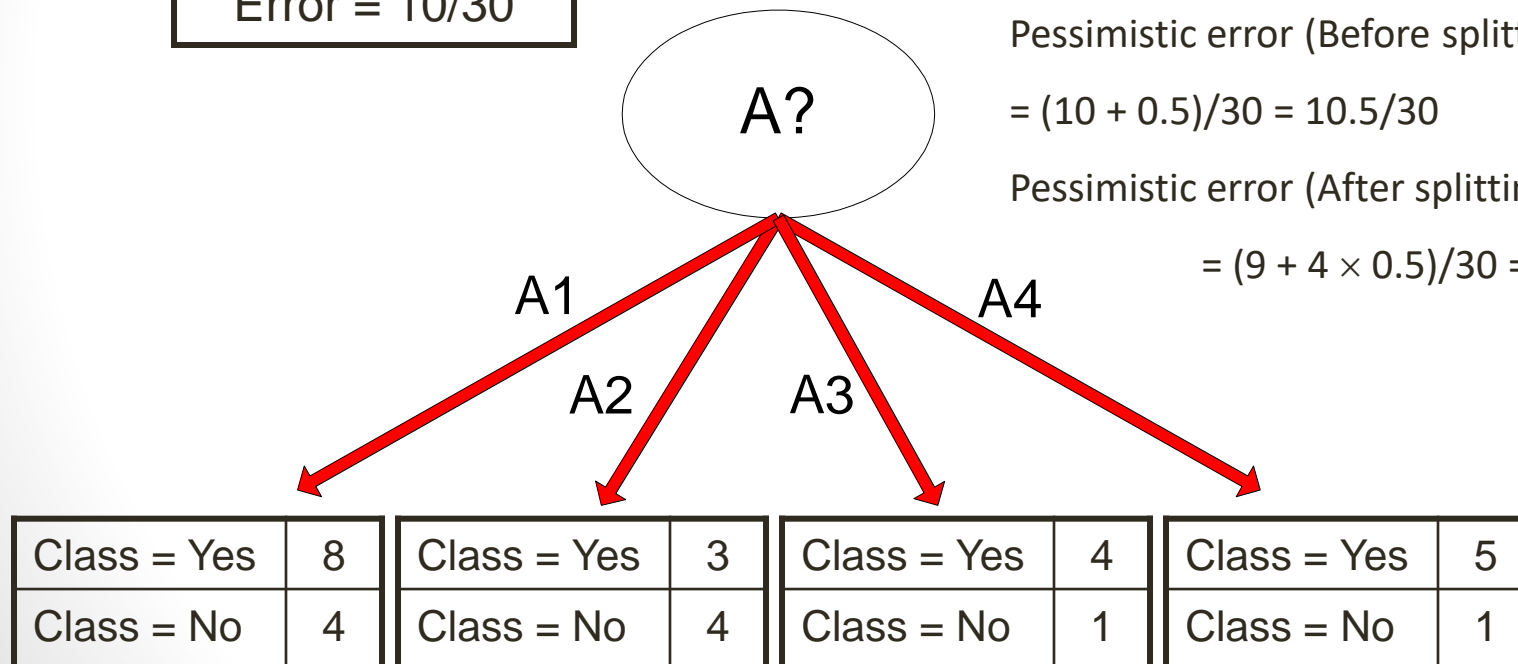 Error = 10/30
Pessimistic error (Before
= (10 + 0.5)/30 = 10.5/30
Pessimistic error (After
= (9 + 4 × 0.5)/30 =
A?
A1
A2
A3
A4
Class = Yes 8
Class = No 4
Class = Yes 3
Class = No 4
Class = Yes 4
Class = No 1
Class = Yes 5
Class = No 1